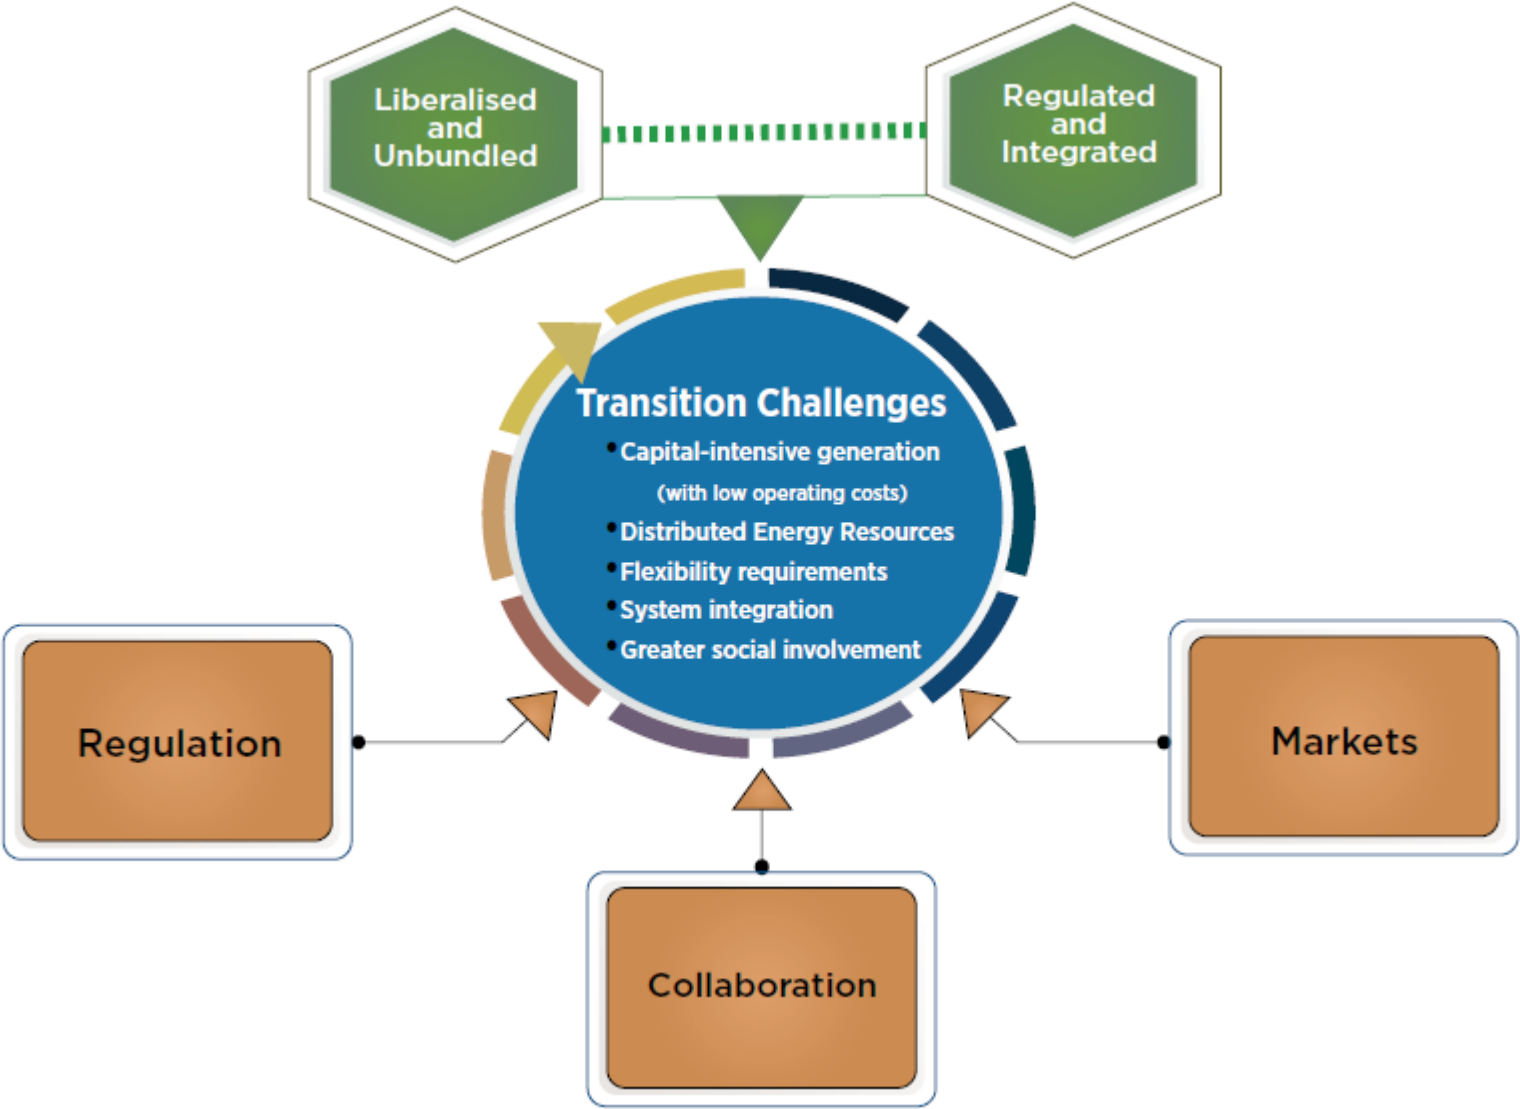 Liberalised
and
Unbundled
Regulated
and
Integrated
Transition Challenges
•Capital-intensive generation
(with low operating costs)
•Distributed Energy Resources
•Flexibility requirements
•System integration
•Greater social involvement
Regulation
Markets
Collaboration